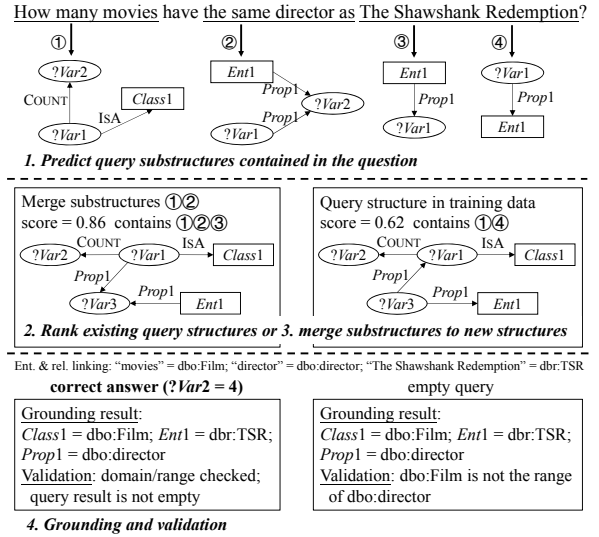 How many movies have the same director as The Shawshank Redemption?
① ② ③ ④
?Var2 Ent1 Ent1 ?Var1
COUNT Class1 Prop1 ?Var2 Prop1 Prop1
ISA Prop1
?Var1 ?Var1 ?Var1 Ent1
1. Predict query substructures contained in the question
Merge substructures ①②
score = 0.86 contains ①②③
COUNT ISA
?Var2 ?Var1 Class1
Prop1 Prop1
?Var3 Ent1
Query structure in training data
score = 0.62 contains ①④
COUNT ISA
?Var2 ?Var1 Class1
Prop1 Prop1
?Var3 Ent1
2. Rank existing query structures or 3. merge substructures to new structures
Ent. & rel. linking: “movies” = dbo:Film; “director” = dbo:director; “The Shawshank Redemption” = dbr:TSR
correct answer (?Var2 = 4)
Grounding result:
Class1 = dbo:Film; Ent1 = dbr:TSR;
Prop1 = dbo:director
Validation: domain/range checked;
query result is not empty
empty query
Grounding result:
Class1 = dbo:Film; Ent1 = dbr:TSR;
Prop1 = dbo:director
Validation: dbo:Film is not the range
of dbo:director
4. Grounding and validation